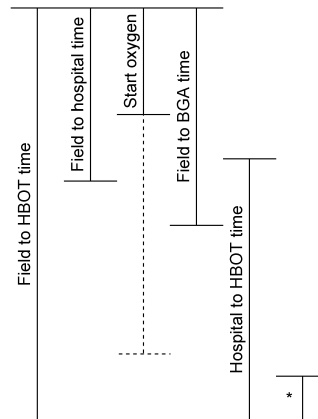 Field to HBOT time
Field to hospital time
Start oxygen
Field to BGA time
Hospital to HBOT time
*